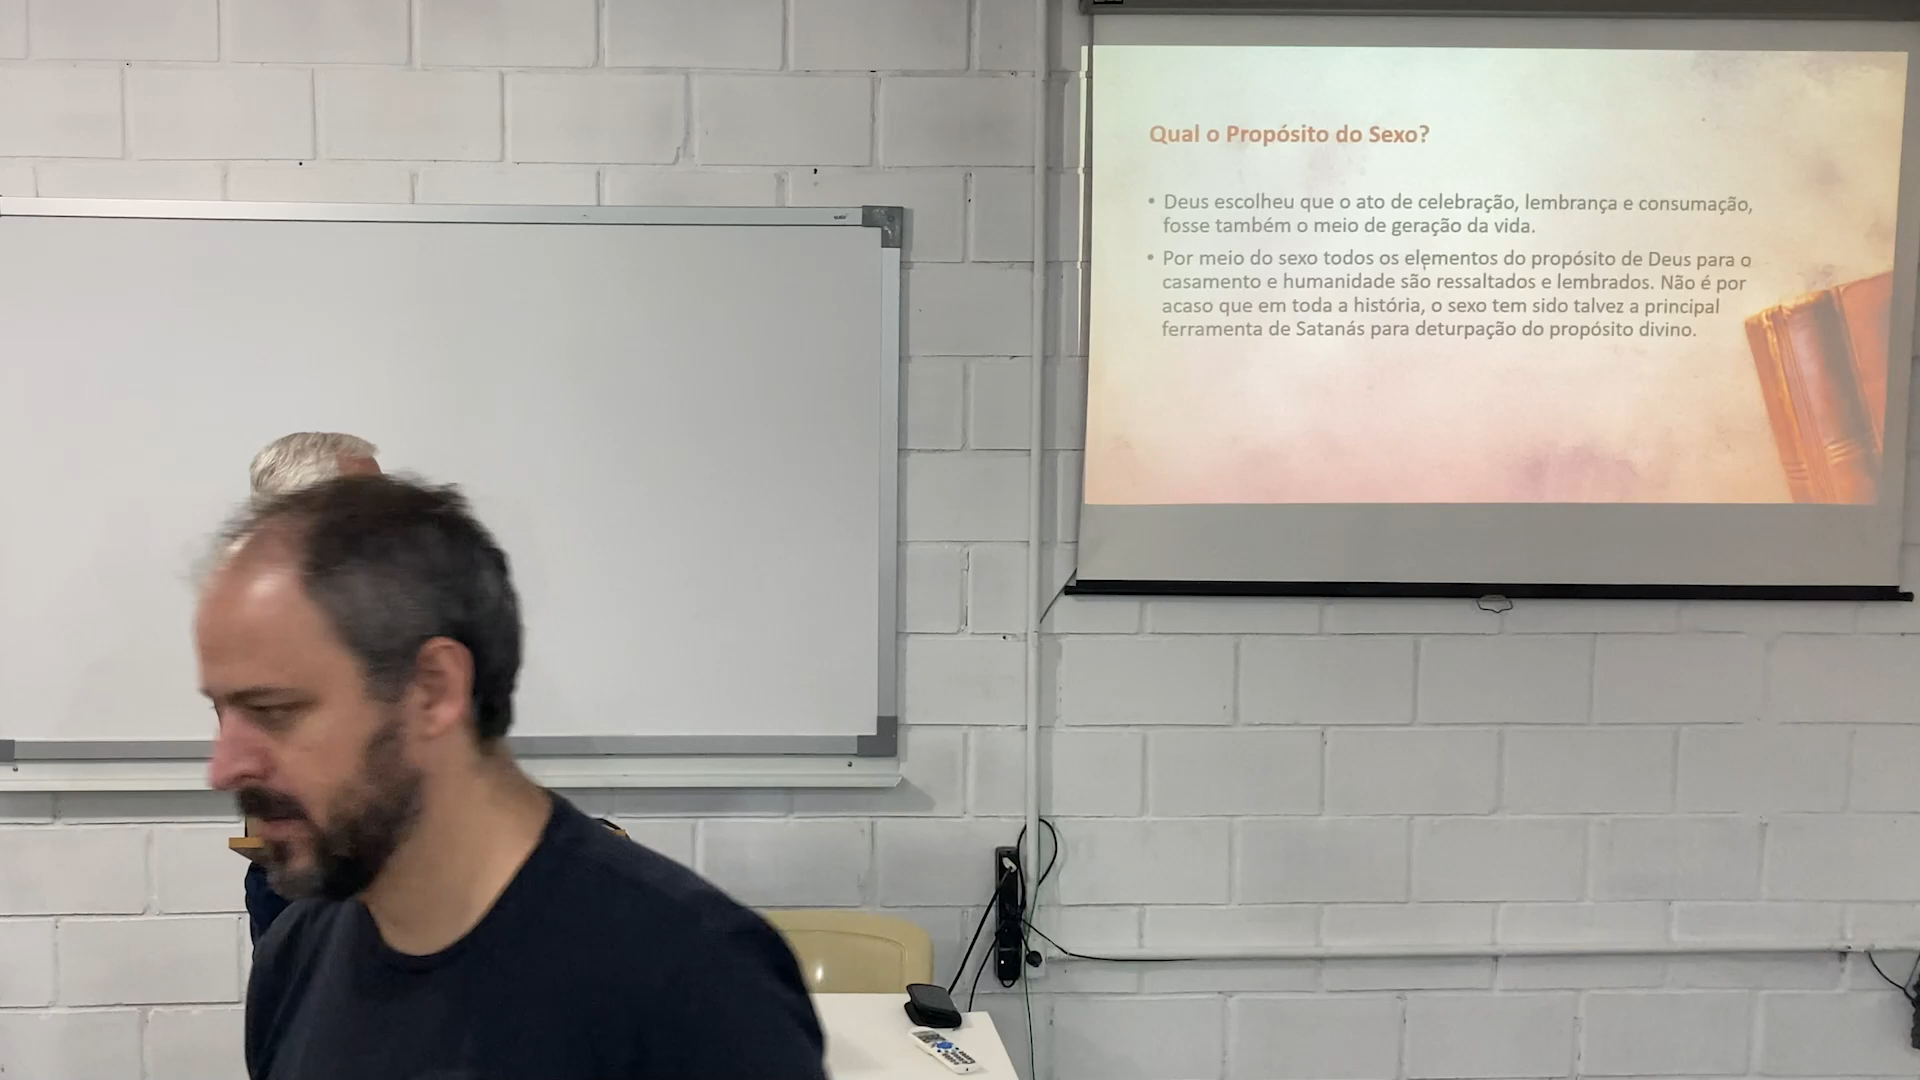 Qual o Propósito do Sexo?
• Deus escolheu que o ato de celebração, lembrança e consumação,
fosse também o meio de geração da vida.
• Por meio do sexo todos os elementos do propósito de Deus para o
casamento e humanidade são ressaltados e lembrados. Não é por
acaso que em toda a história, o sexo tem sido talvez a principal
ferramenta de Satanás para deturpação do propósito divino.